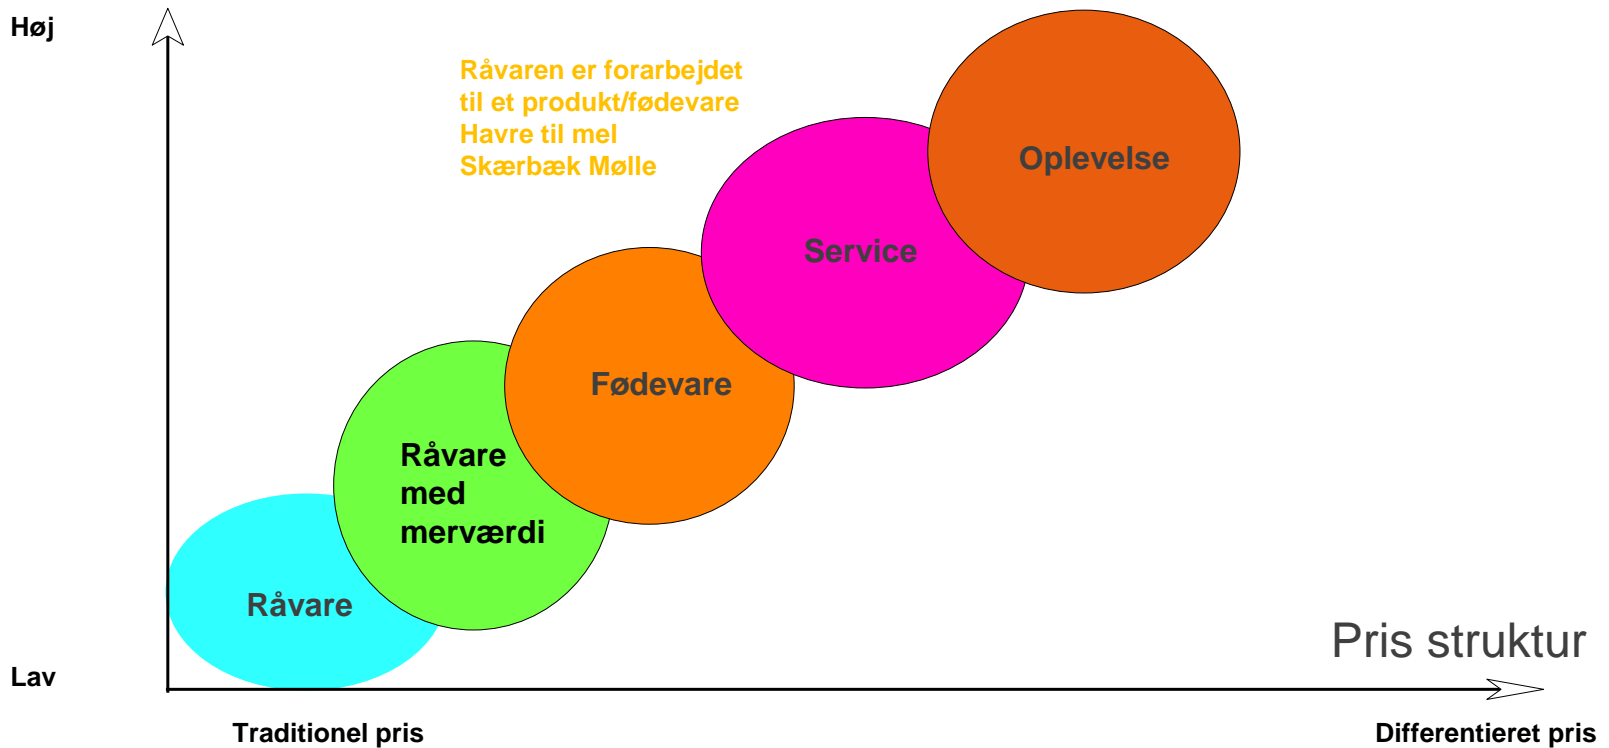 Høj
Råvaren er forarbejdet
til et produkt/fødevare
Havre til mel
Skærbæk Mølle
Oplevelse
Service
Fødevare
Råvare
med
merværdi
Råvare
Pris struktur
Lav
Traditionel pris
Differentieret pris